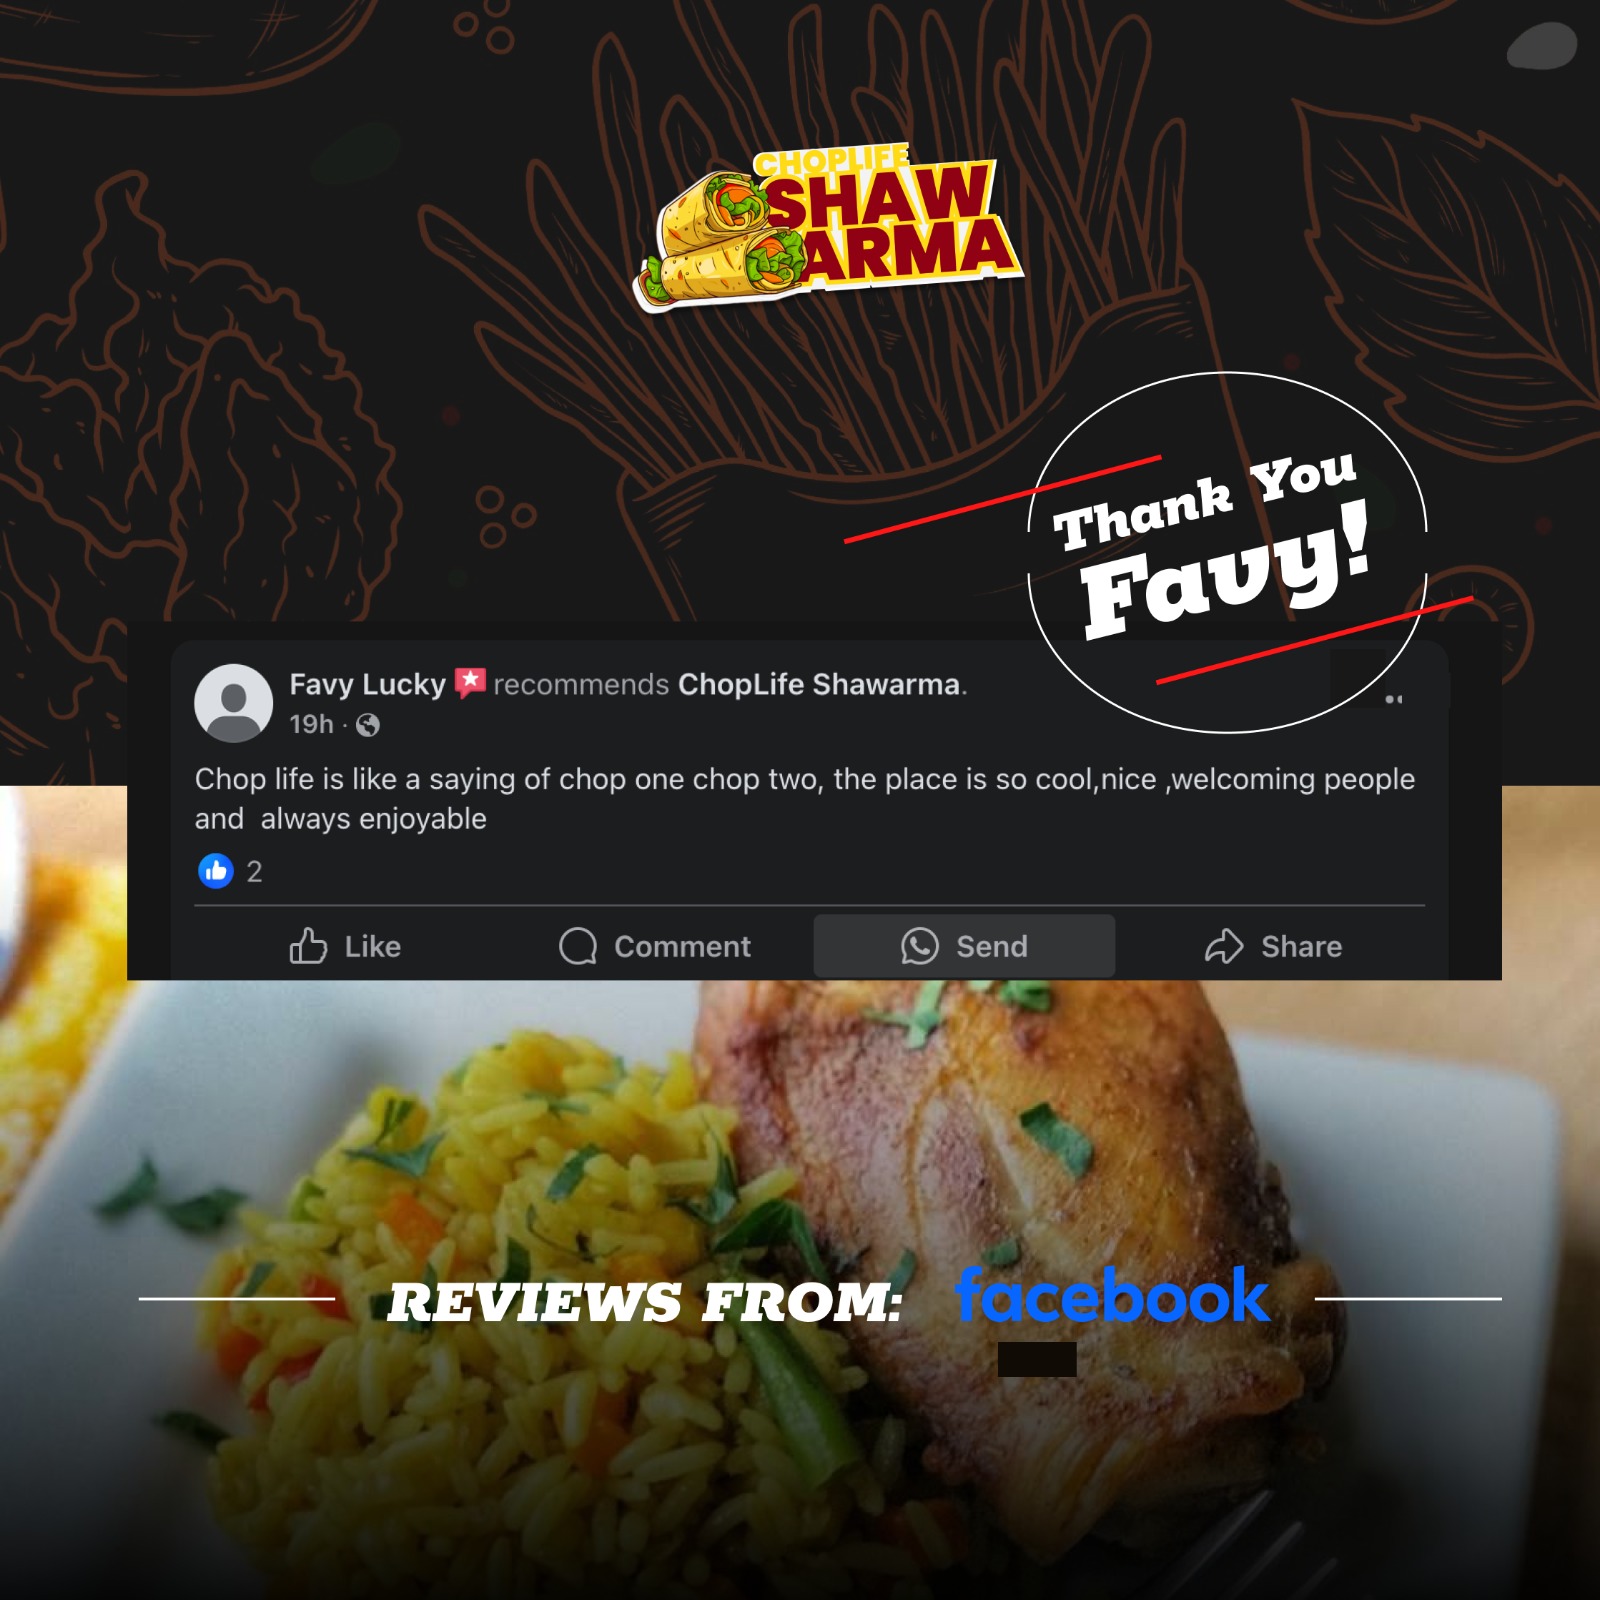 CHOPLIFE
SHAW
ARMA
Thank You
Favy!
Favy Lucky recommends ChopLife Shawarma.
19h ·
Chop life is like a saying of chop one chop two, the place is so cool,nice ,welcoming people
and  always enjoyable
2
Like Comment Send Share
REVIEWS FROM: facebook